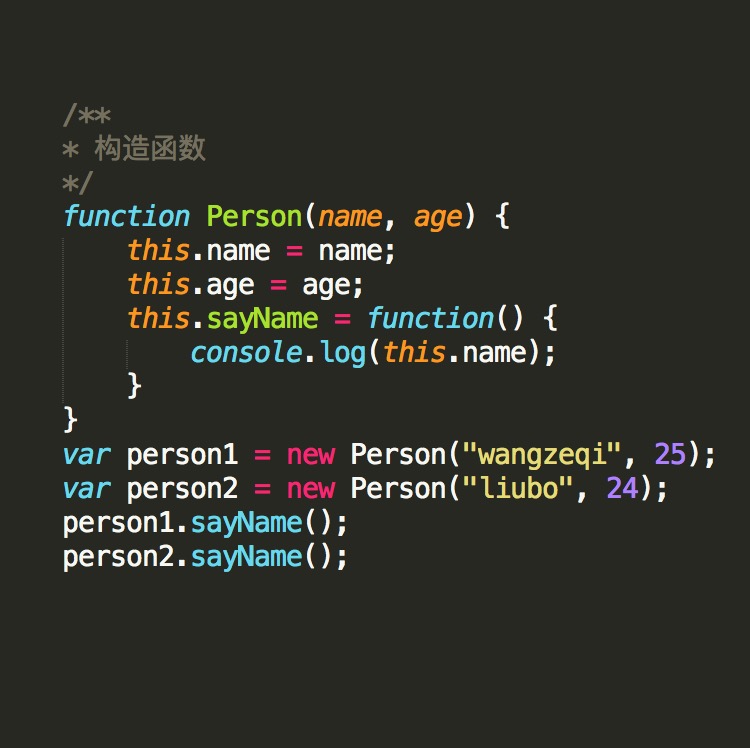 /**
* 构造函数
*/
function Person(name, age) {
    this.name = name;
    this.age = age;
    this.sayName = function() {
        console.log(this.name);
    }
}
var person1 = new Person("wangzeqi", 25);
var person2 = new Person("liubo", 24);
person1.sayName();
person2.sayName();